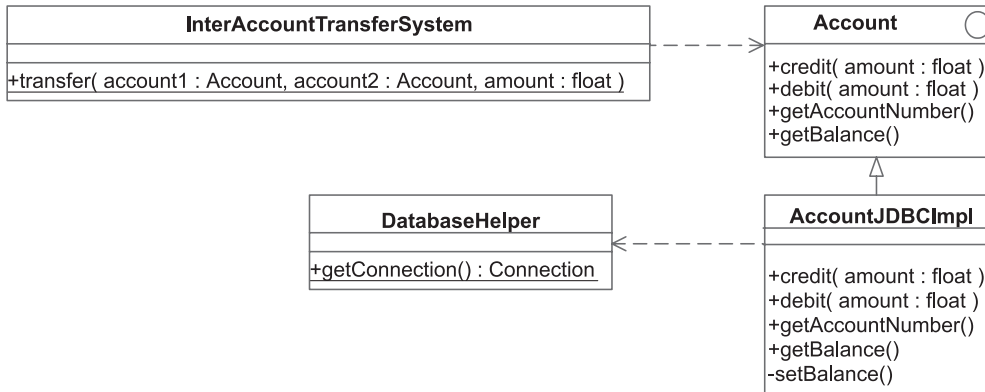 InterAccountTransferSystem
+transfer( account1 : Account, account2 : Account, amount : float )
Account
+credit( amount : float )
+debit( amount : float )
+getAccountNumber()
+getBalance()
DatabaseHelper
+getConnection() : Connection
AccountJDBCImpl
+credit( amount : float )
+debit( amount : float )
+getAccountNumber()
+getBalance()
-setBalance()